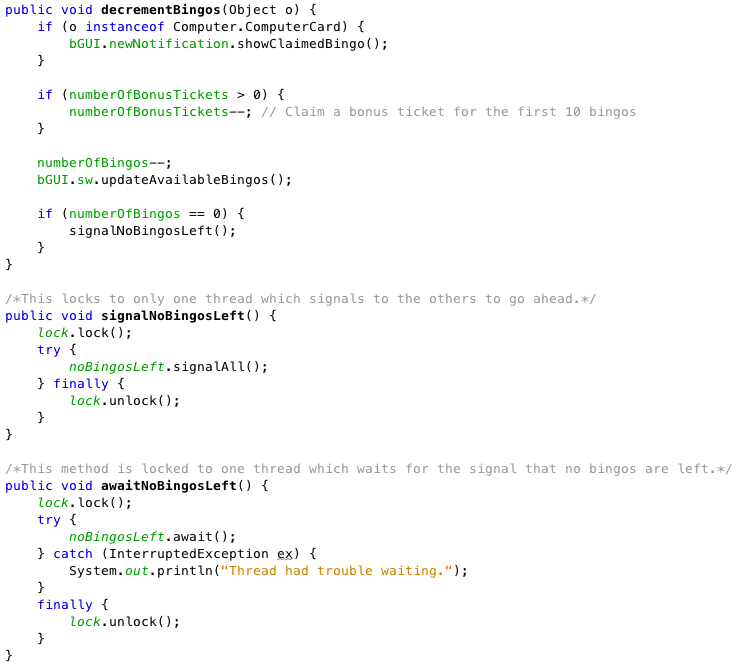 public void decrementBingos(Object o) {
    if (o instanceof Computer.ComputerCard) {
        bGUI.newNotification.showClaimedBingo();
    }

    if (numberOfBonusTickets > 0) {
        numberOfBonusTickets--; // Claim a bonus ticket for the first 10 bingos
    }

    numberOfBingos--;
    bGUI.sw.updateAvailableBingos();

    if (numberOfBingos == 0) {
        signalNoBingosLeft();
    }
}

/*This locks to only one thread which signals to the others to go ahead.*/
public void signalNoBingosLeft() {
    lock.lock();
    try {
        noBingosLeft.signalAll();
    } finally {
        lock.unlock();
    }
}

/*This method is locked to one thread which waits for the signal that no bingos are left.*/
public void awaitNoBingosLeft() {
    lock.lock();
    try {
        noBingosLeft.await();
    } catch (InterruptedException ex) {
        System.out.println("Thread had trouble waiting.");
    }
    finally {
        lock.unlock();
    }
}